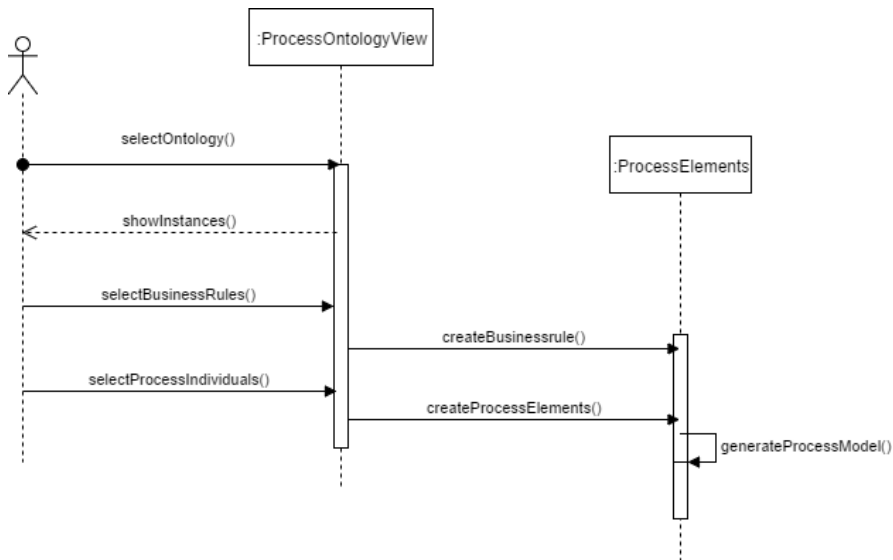 :ProcessOntologyView
selectOntology()
:ProcessElements
showInstances()
selectBusinessRules()
createBusinessrule()
selectProcessIndividuals()
createProcessElements()
generateProcessModel()